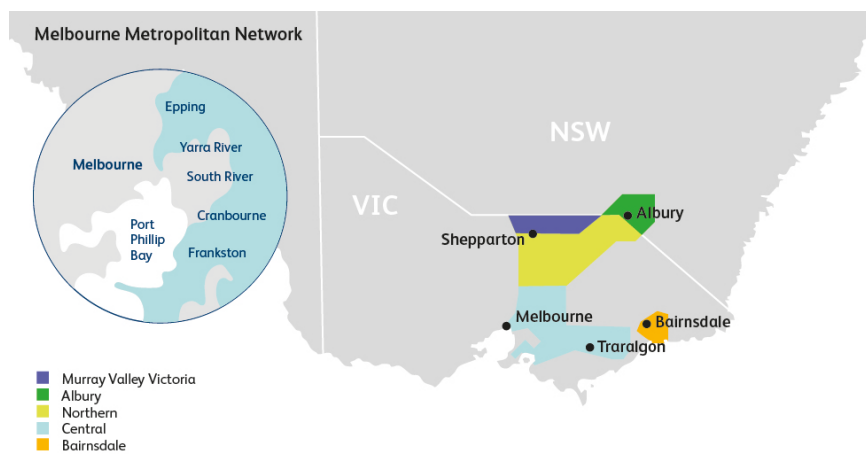 Melbourne Metropolitan Network
Epping
Yarra River
Melbourne
South River
Cranbourne
Port
Phillip
Bay
Frankston
NSW
VIC
Albury
Shepparton
Melbourne
Bairnsdale
Traralgon
Murray Valley Victoria
Albury
Northern
Central
Bairnsdale